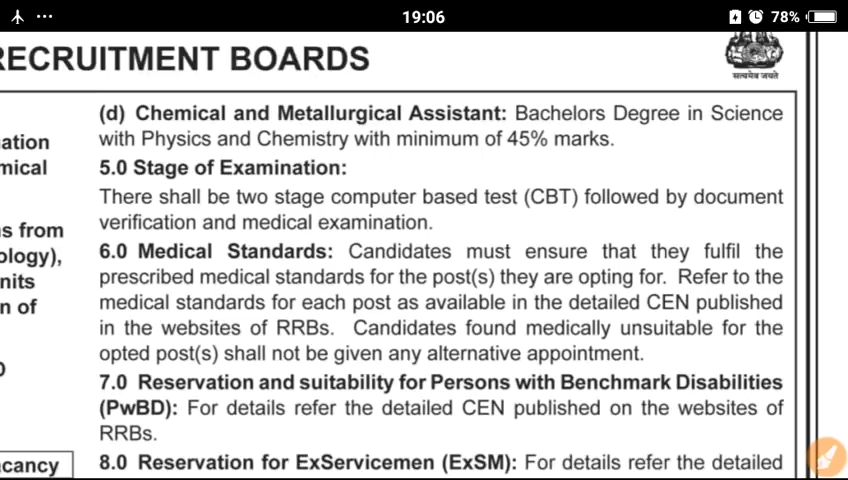 19:06
78%
RECRUITMENT BOARDS
सत्यमेव जयते
ation
mical
s from
ology),
nits
n of
cancy
(d) Chemical and Metallurgical Assistant: Bachelors Degree in Science
with Physics and Chemistry with minimum of 45% marks.
5.0 Stage of Examination:
There shall be two stage computer based test (CBT) followed by document
verification and medical examination.
6.0 Medical Standards: Candidates must ensure that they fulfil the
prescribed medical standards for the post(s) they are opting for. Refer to the
medical standards for each post as available in the detailed CEN published
in the websites of RRBs. Candidates found medically unsuitable for the
opted post(s) shall not be given any alternative appointment.
7.0 Reservation and suitability for Persons with Benchmark Disabilities
(PwBD): For details refer the detailed CEN published on the websites of
RRBs.
8.0 Reservation for ExServicemen (ExSM): For details refer the detailed